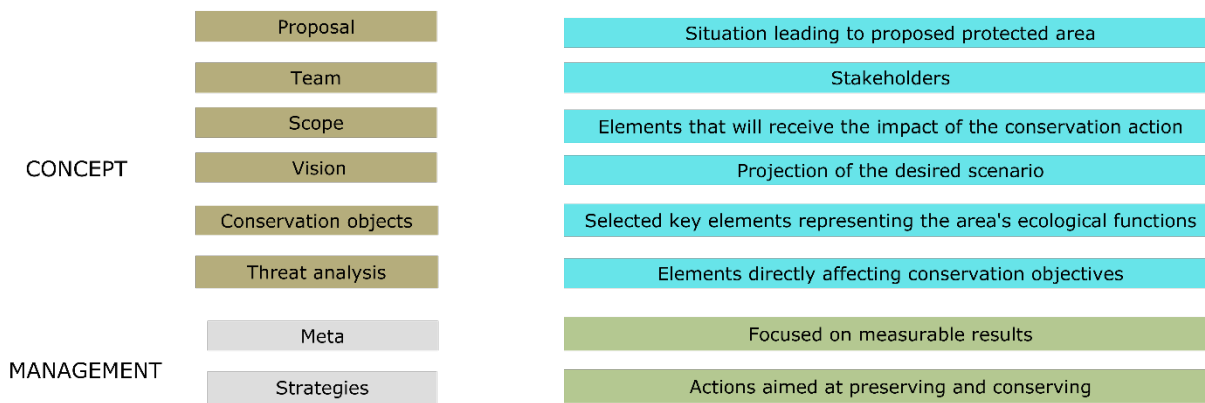 Proposal Situation leading to proposed protected area
Team Stakeholders
Scope Elements that will receive the impact of the conservation action
CONCEPT Vision Projection of the desired scenario
Conservation objects Selected key elements representing the area's ecological functions
Threat analysis Elements directly affecting conservation objectives
Meta Focused on measurable results
MANAGEMENT
Strategies Actions aimed at preserving and conserving